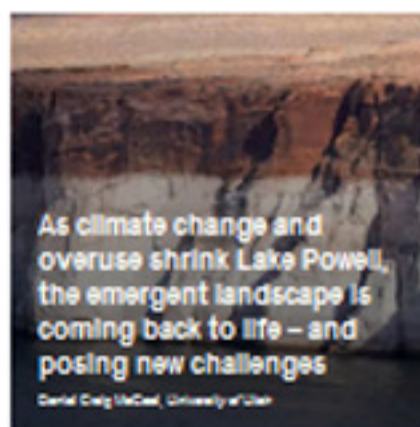 As climate change and
overuse shrink Lake Powell,
the emergent landscape is
coming back to life – and
posing new challenges
Daniel Craig McCool, University of Utah